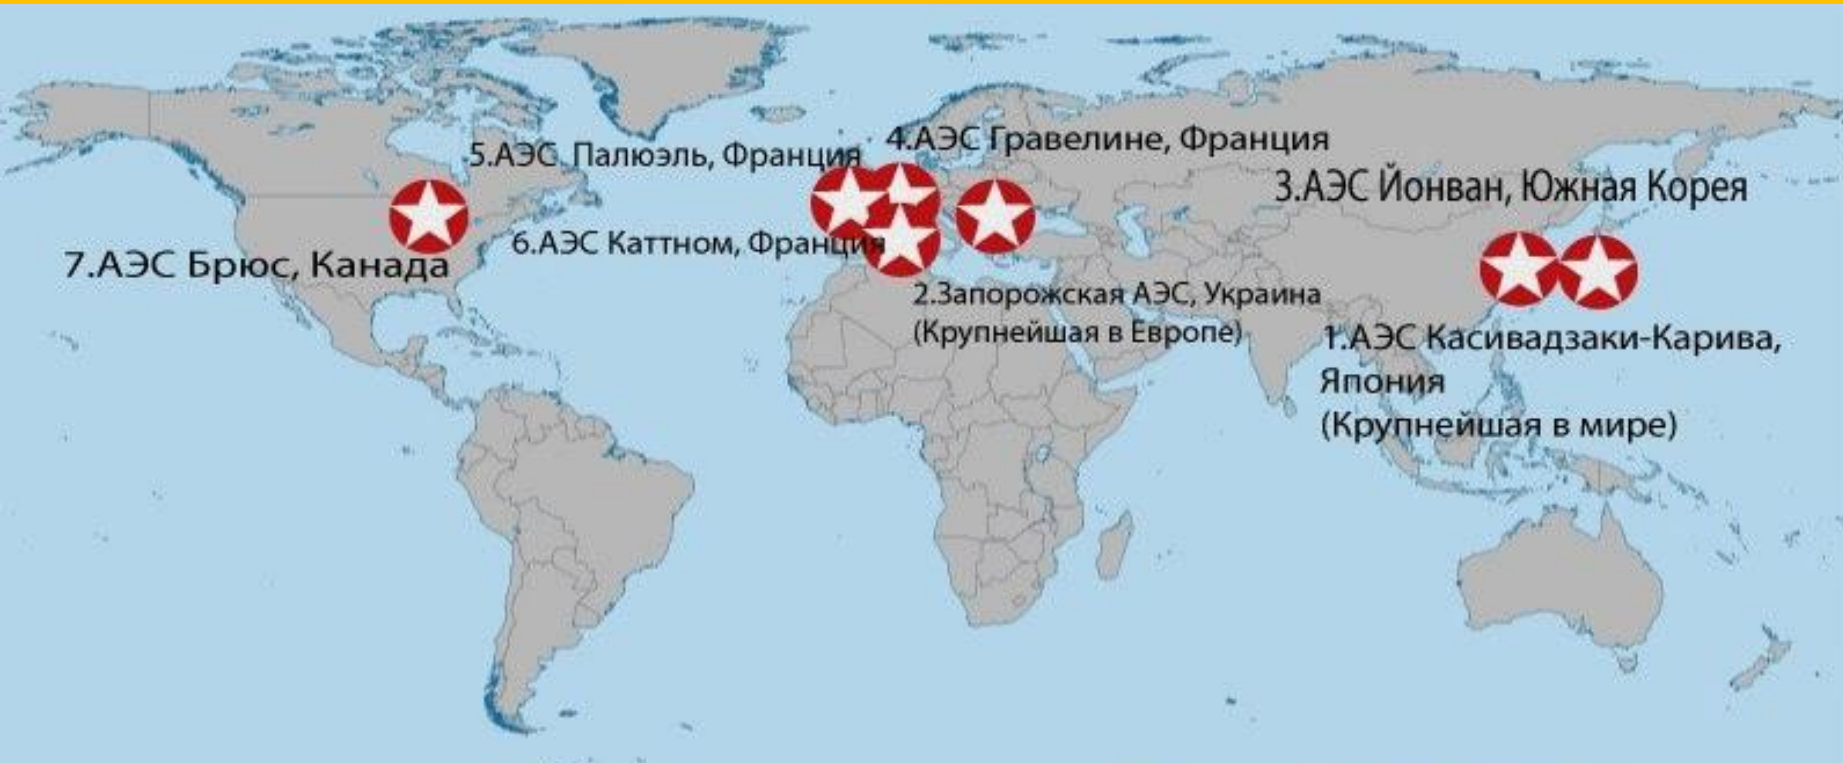 4.АЭС Гравелине, Франция
5.АЭС Палюэль, Франция
3.АЭС Йонван, Южная Корея
6.АЭС Каттном, Франция
7.АЭС Брюс, Канада
2.Запорожская АЭС, Украина
(Крупнейшая в Европе)
1.АЭС Касивадзаки-Карива,
Япония
(Крупнейшая в мире)